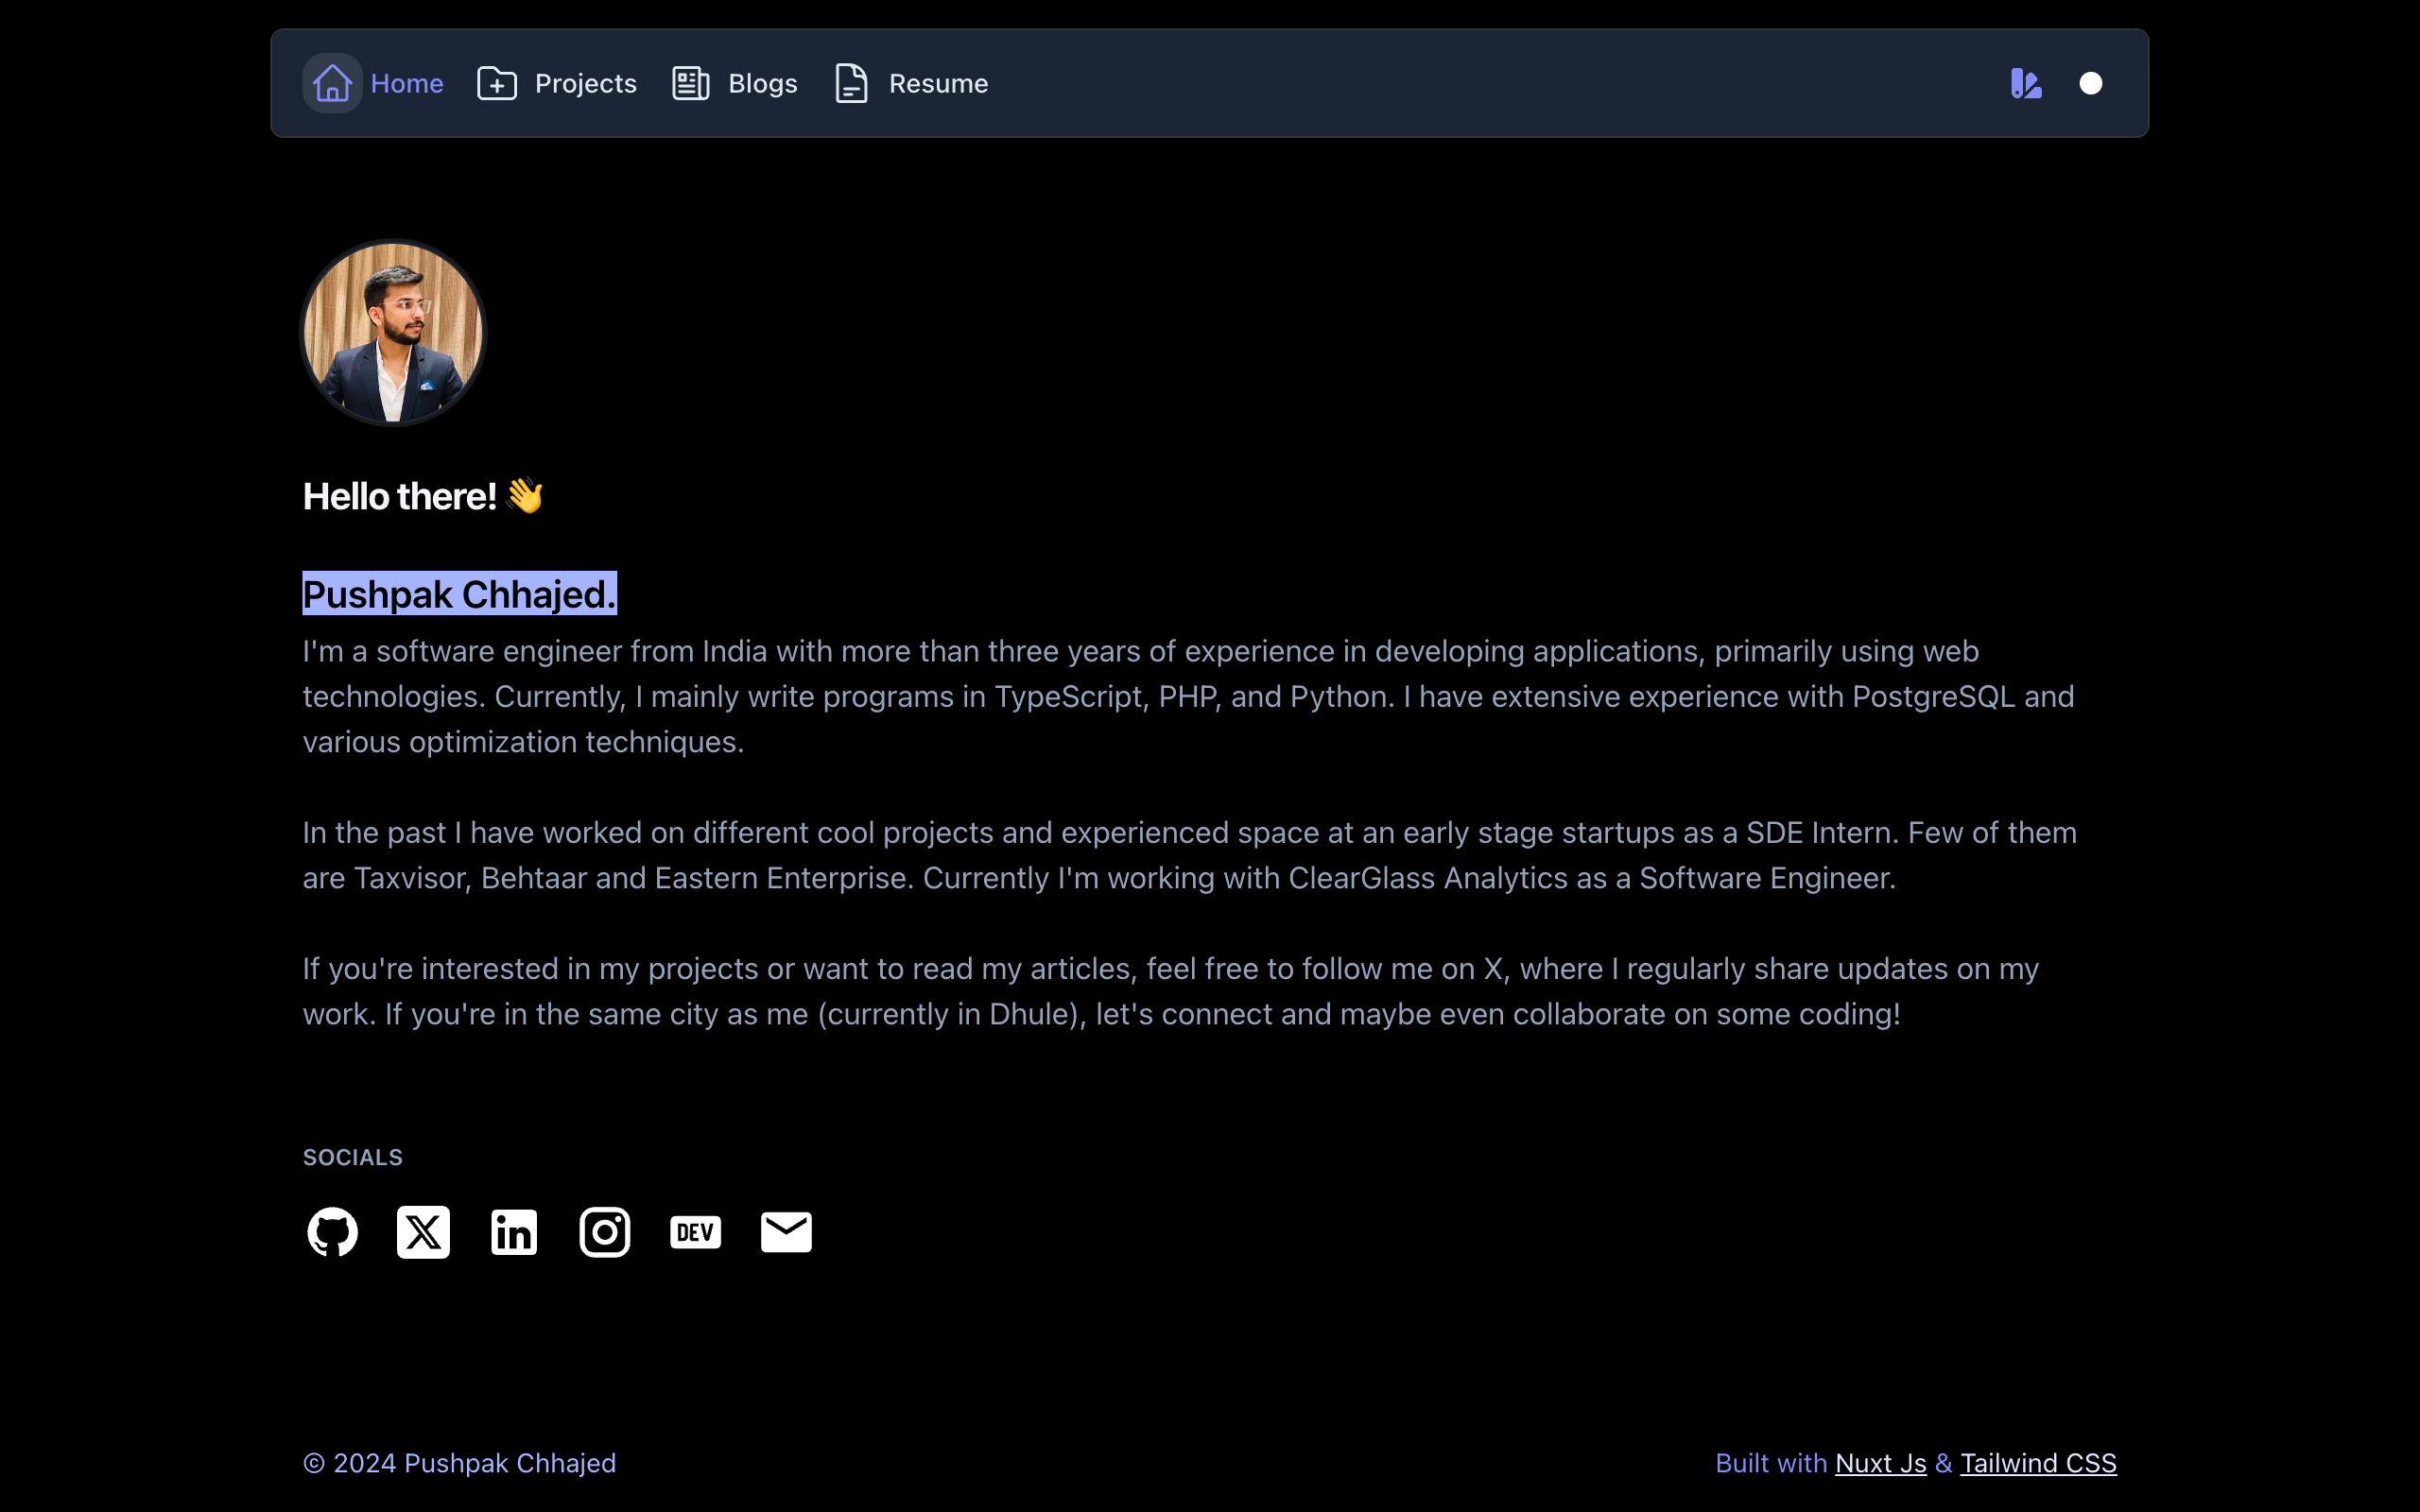 Home Projects Blogs Resume
Hello there! 👋
Pushpak Chhajed.
I'm a software engineer from India with more than three years of experience in developing applications, primarily using web
technologies. Currently, I mainly write programs in TypeScript, PHP, and Python. I have extensive experience with PostgreSQL and
various optimization techniques.
In the past I have worked on different cool projects and experienced space at an early stage startups as a SDE Intern. Few of them
are Taxvisor, Behtaar and Eastern Enterprise. Currently I'm working with ClearGlass Analytics as a Software Engineer.
If you're interested in my projects or want to read my articles, feel free to follow me on X, where I regularly share updates on my
work. If you're in the same city as me (currently in Dhule), let's connect and maybe even collaborate on some coding!
SOCIALS
X in DEV
© 2024 Pushpak Chhajed
Built with Nuxt Js & Tailwind CSS